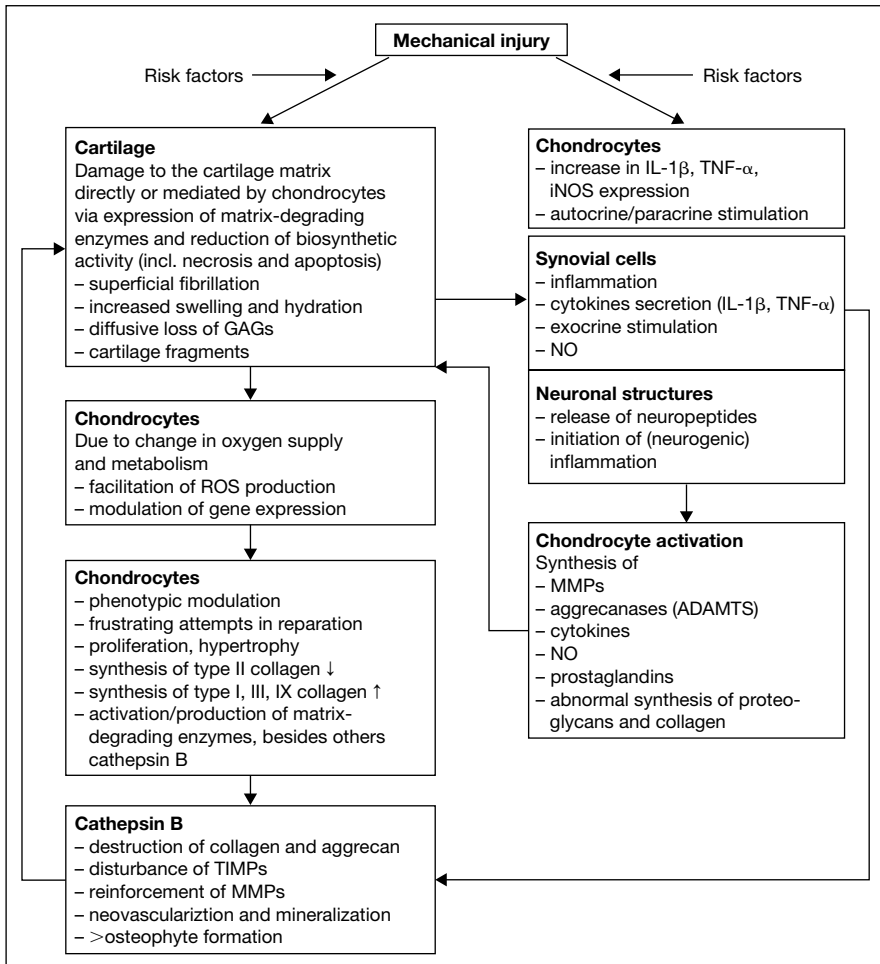 Mechanical injury
Risk factors
Risk factors
Cartilage
Damage to the cartilage matrix
directly or mediated by chondrocytes
via expression of matrix-degrading
enzymes and reduction of biosynthetic
activity (incl. necrosis and apoptosis)
– superficial fibrillation
– increased swelling and hydration
– diffusive loss of GAGs
– cartilage fragments
Chondrocytes
Due to change in oxygen supply
and metabolism
– facilitation of ROS production
– modulation of gene expression
Chondrocytes
– phenotypic modulation
– frustrating attempts in reparation
– proliferation, hypertrophy
– synthesis of type II collagen ↓
– synthesis of type I, III, IX collagen ↑
– activation/production of matrix-
degrading enzymes, besides others
cathepsin B
Cathepsin B
– destruction of collagen and aggrecan
– disturbance of TIMPs
– reinforcement of MMPs
– neovasculariztion and mineralization
– >osteophyte formation
Chondrocytes
– increase in IL-1β, TNF-α,
iNOS expression
– autocrine/paracrine stimulation
Synovial cells
– inflammation
– cytokines secretion (IL-1β, TNF-α)
– exocrine stimulation
– NO
Neuronal structures
– release of neuropeptides
– initiation of (neurogenic)
inflammation
Chondrocyte activation
Synthesis of
– MMPs
– aggrecanases (ADAMTS)
– cytokines
– NO
– prostaglandins
– abnormal synthesis of proteo-
glycans and collagen